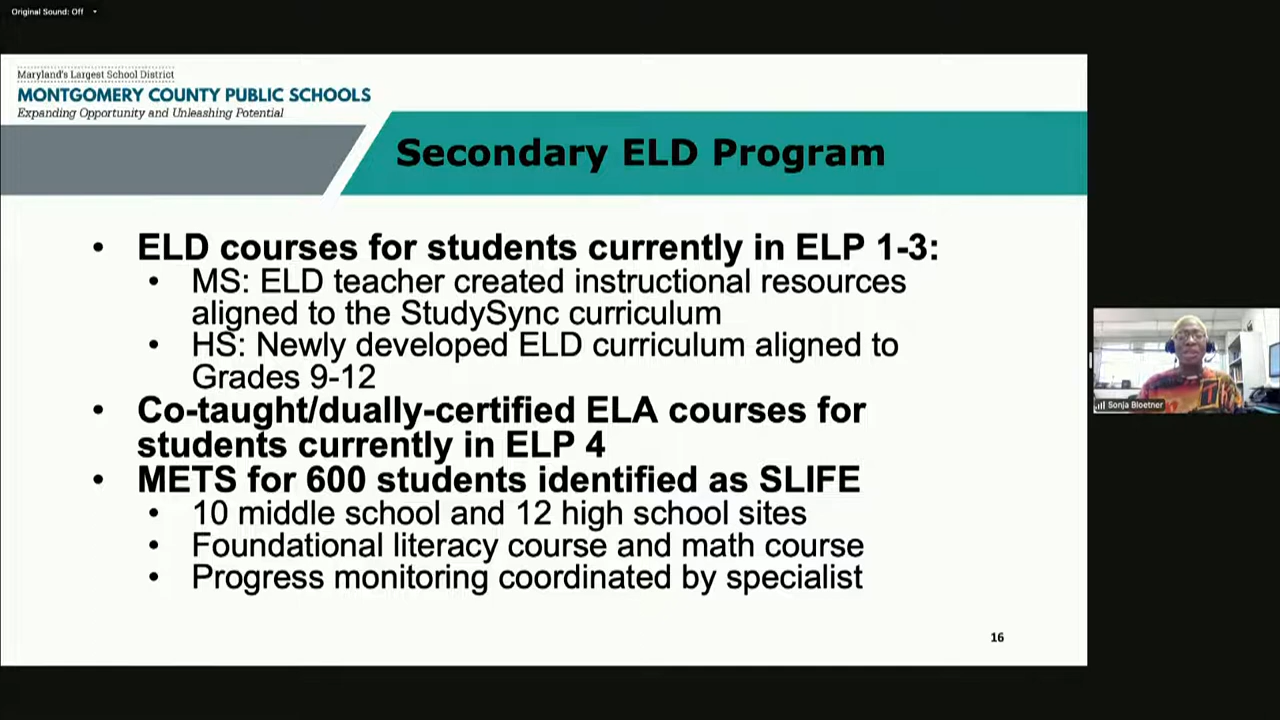 Original Sound: Off
Maryland's Largest School District
MONTGOMERY COUNTY PUBLIC SCHOOLS
Expanding Opportunity and Unleashing Potential
Secondary ELD Program
• ELD courses for students currently in ELP 1-3:
• MS: ELD teacher created instructional resources
aligned to the StudySync curriculum
• HS: Newly developed ELD curriculum aligned to
Grades 9-12
• Co-taught/dually-certified ELA courses for
students currently in ELP 4
• METS for 600 students identified as SLIFE
• 10 middle school and 12 high school sites
• Foundational literacy course and math course
• Progress monitoring coordinated by specialist
16
Sonja Bloetner